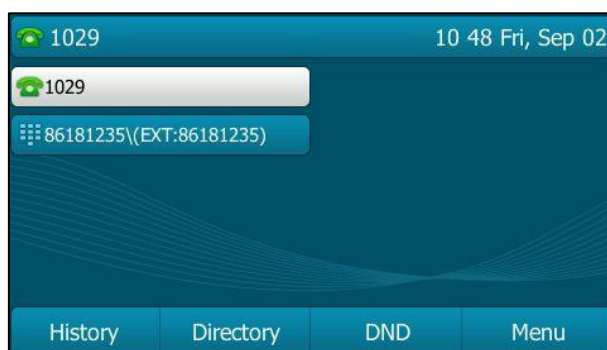 1029 10 48 Fri, Sep 02
1029
86181235\(EXT:86181235)
History Directory DND Menu